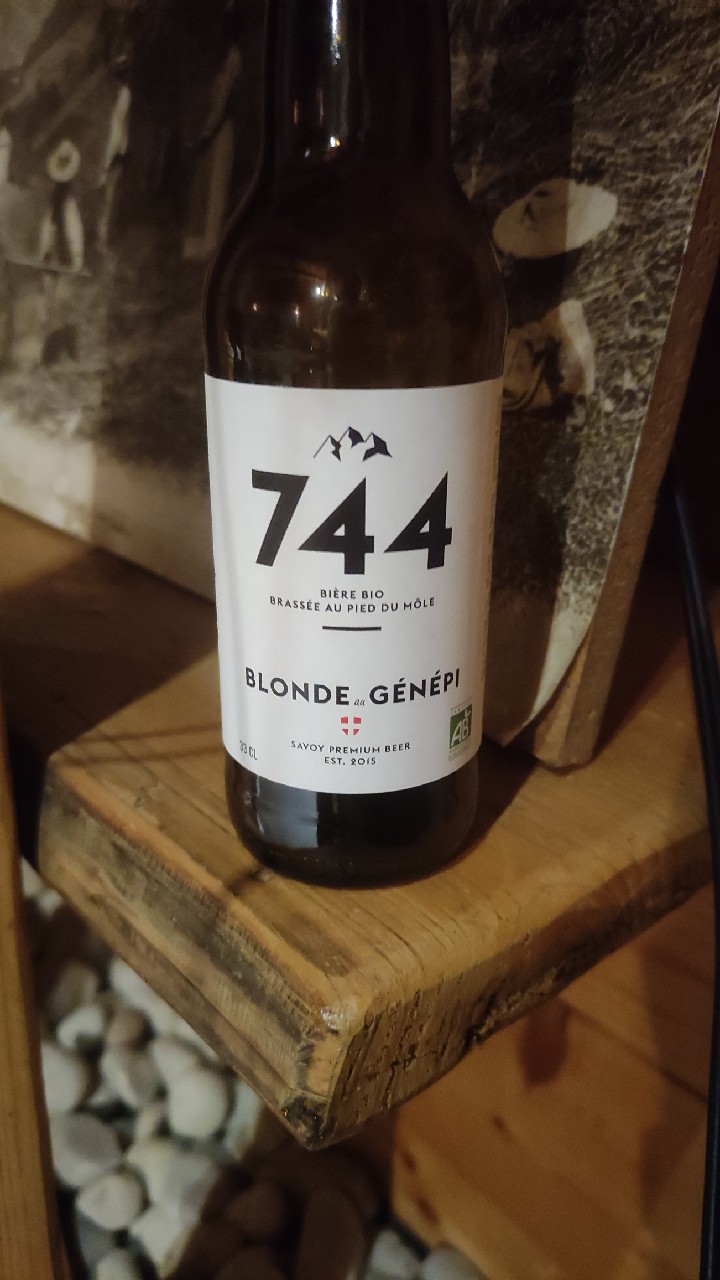 744
BIÈRE BIO
BRASSÉE AU PIED DU MÔLE
BLONDE au GÉNÉPI
33 CL
SAVOY PREMIUM BEER
EST. 2015
AB